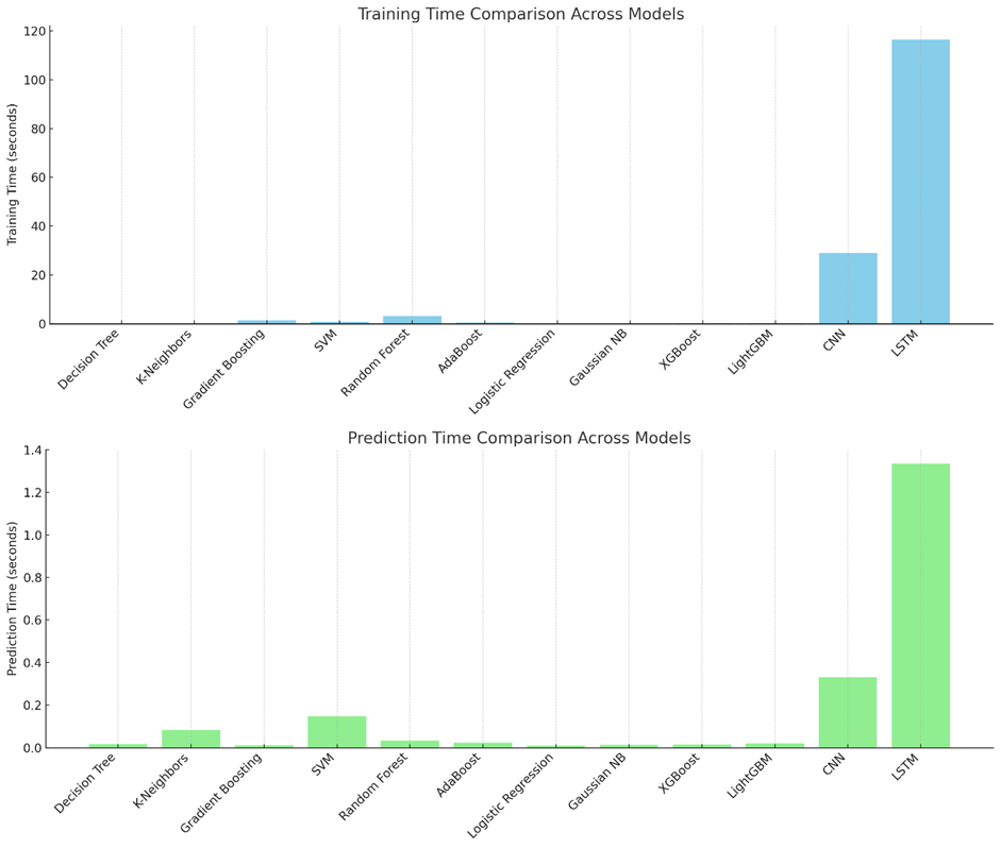 Training Time Comparison Across Models
Training Time (seconds)
120
100
80
60
40
20
0
Decision Tree
K-Neighbors
Gradient Boosting
SVM
Random Forest
AdaBoost
Logistic Regression
Gaussian NB
XGBoost
LightGBM
CNN
LSTM
Prediction Time Comparison Across Models
Prediction Time (seconds)
1.4
1.2
1.0
0.8
0.6
0.4
0.2
0.0
Decision Tree
K-Neighbors
Gradient Boosting
SVM
Random Forest
AdaBoost
Logistic Regression
Gaussian NB
XGBoost
LightGBM
CNN
LSTM